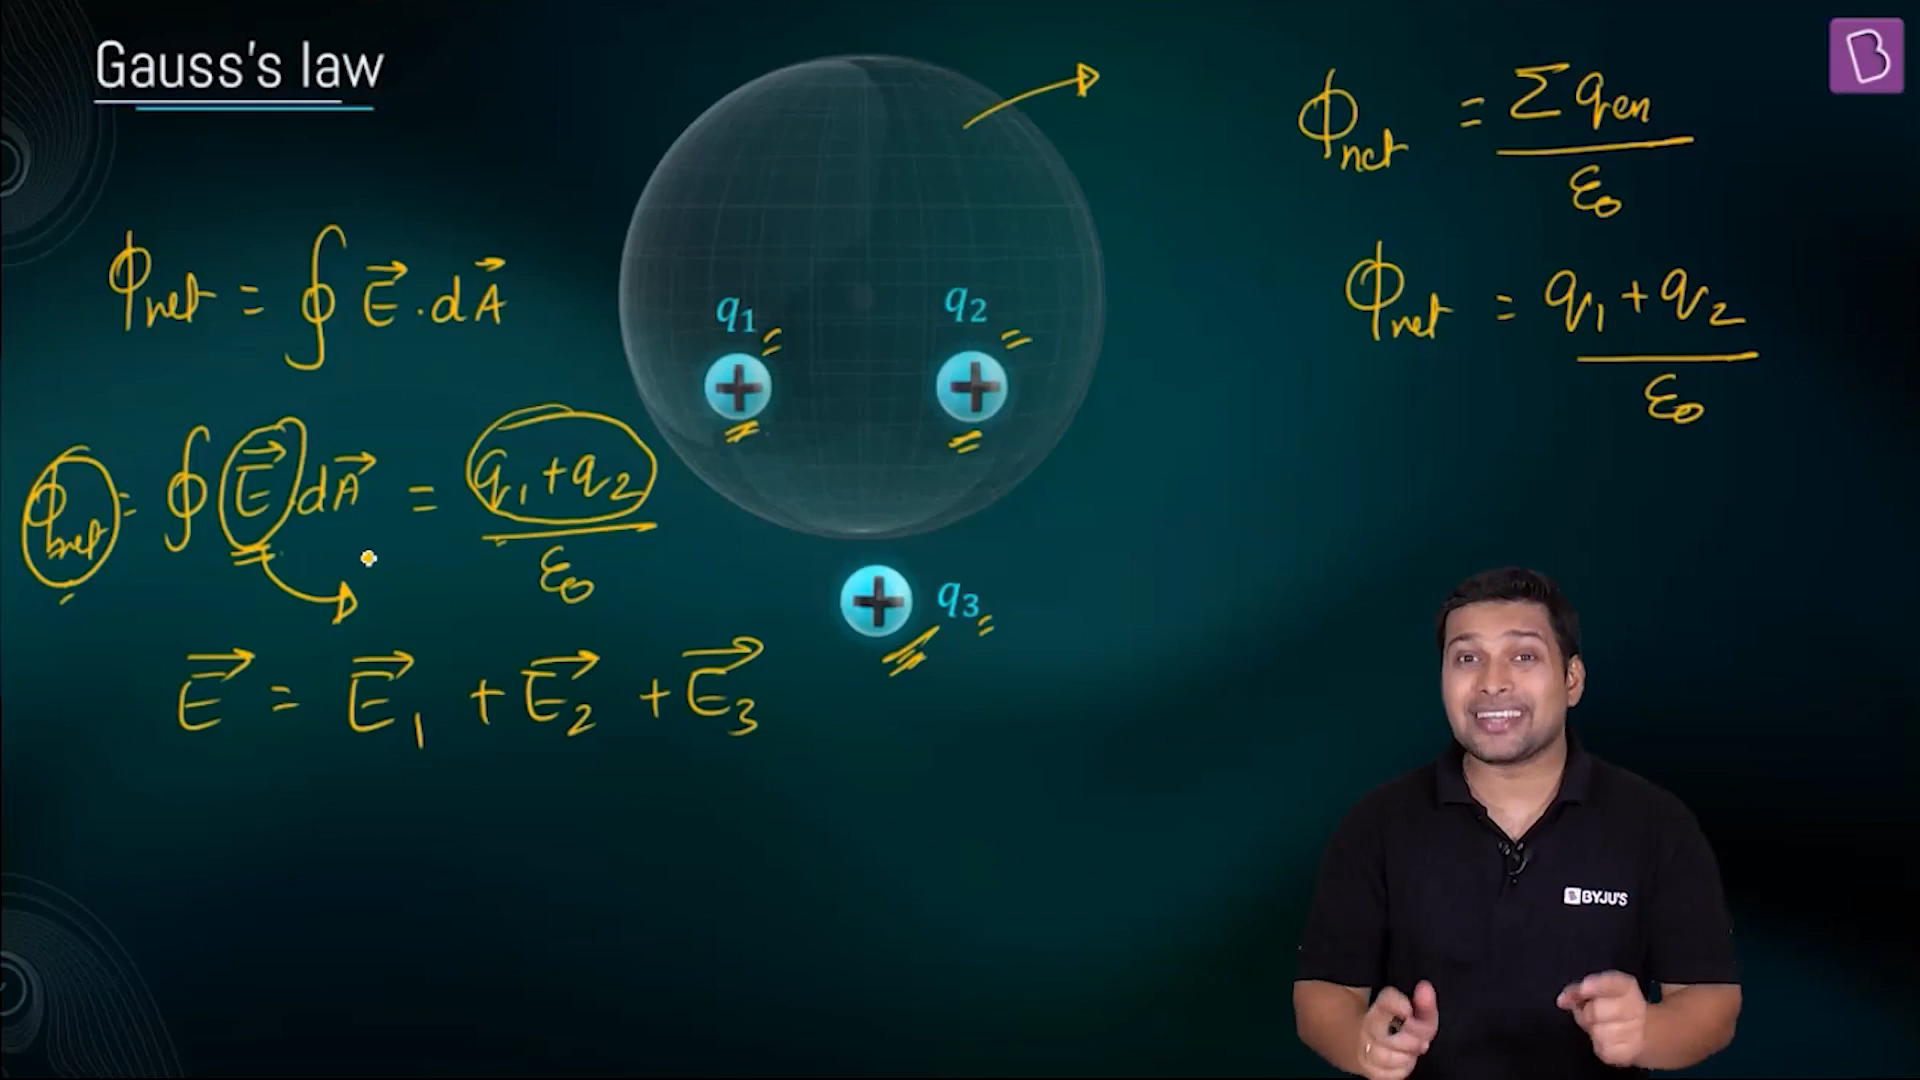 Gauss's law
ϕnet = Σqen / ε0
ϕnet = ∮ E⃗ . dA⃗
ϕnet = q1 + q2 / ε0
q1
q2
ϕnet = ∮ E⃗ dA⃗ = q1 + q2 / ε0
q3
E⃗ = E⃗1 + E⃗2 + E⃗3
BYJU'S